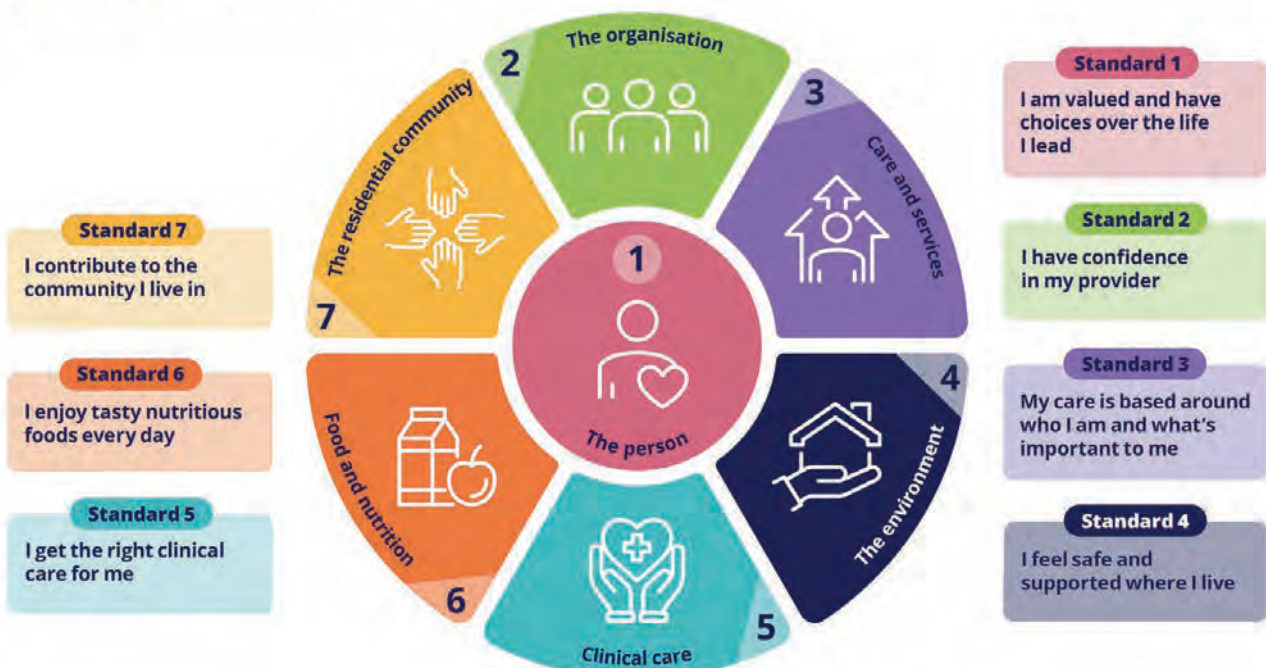 2
The organisation
3
Care and services
4
The environment
5
Clinical care
6
Food and nutrition
7
The residential community
1
The person
Standard 1
I am valued and have
choices over the life
I lead
Standard 2
I have confidence
in my provider
Standard 3
My care is based around
who I am and what's
important to me
Standard 4
I feel safe and
supported where I live
Standard 7
I contribute to the
community I live in
Standard 6
I enjoy tasty nutritious
foods every day
Standard 5
I get the right clinical
care for me